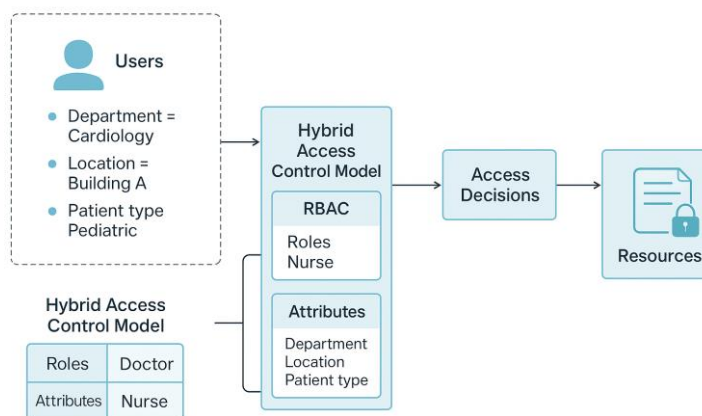 Users
Department =
Cardiology
Location =
Building A
Patient type
Pediatric
Hybrid
Access
Control Model
RBAC
Roles
Nurse
Attributes
Department
Location
Patient type
Access
Decisions
Resources
Hybrid Access
Control Model
Roles Doctor
Attributes Nurse